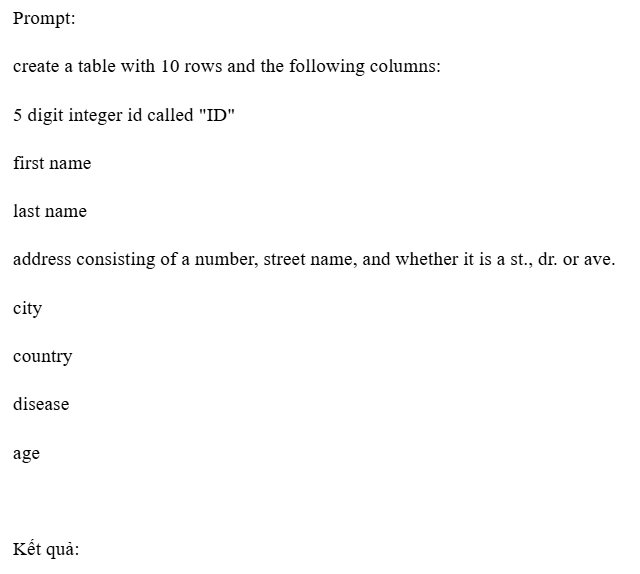 Prompt:
create a table with 10 rows and the following columns:
5 digit integer id called "ID"
first name
last name
address consisting of a number, street name, and whether it is a st., dr. or ave.
city
country
disease
age
Kết quả: